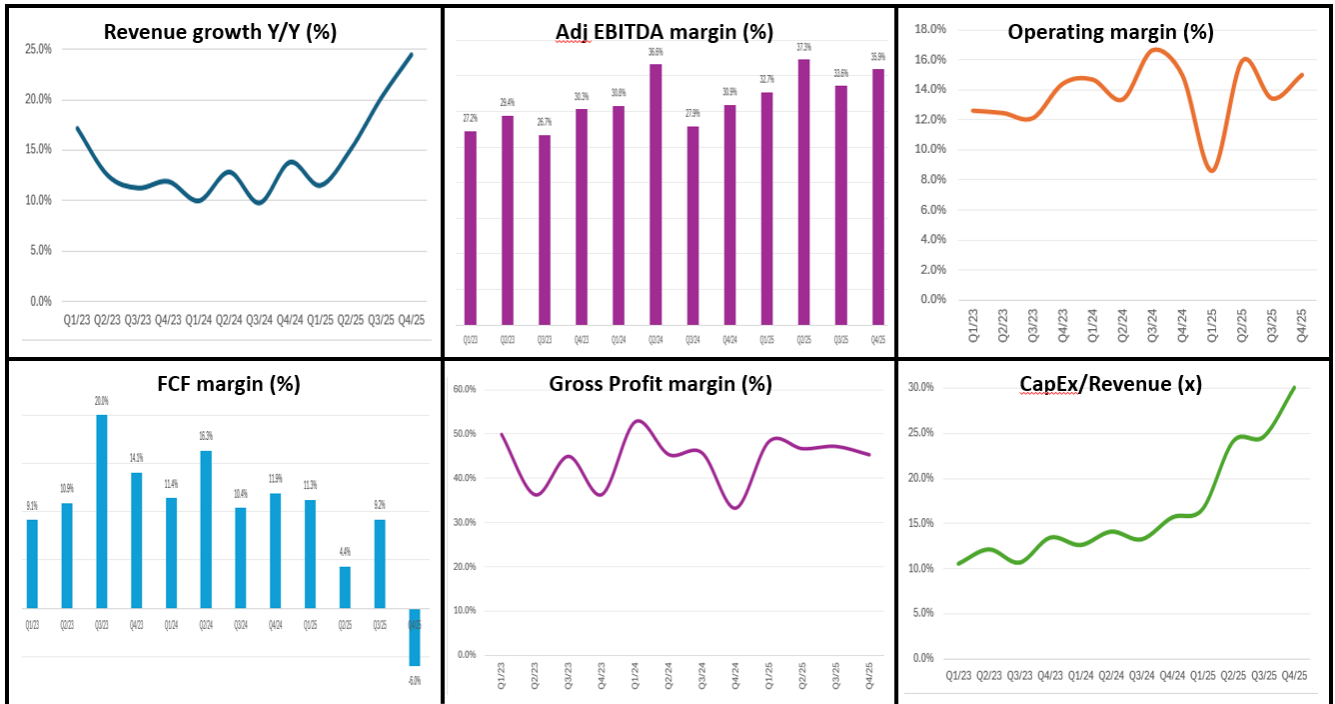 Revenue growth Y/Y (%)
25.0%
20.0%
15.0%
10.0%
5.0%
0.0%
Q1/23 Q2/23 Q3/23 Q4/23 Q1/24 Q2/24 Q3/24 Q4/24 Q1/25 Q2/25 Q3/25 Q4/25
Adj EBITDA margin (%)
27.2% 29.4% 26.7% 30.3% 30.8% 36.6% 27.9% 30.9% 32.7% 37.3% 33.6% 35.9%
Q1/23 Q2/23 Q3/23 Q4/23 Q1/24 Q2/24 Q3/24 Q4/24 Q1/25 Q2/25 Q3/25 Q4/25
Operating margin (%)
18.0%
16.0%
14.0%
12.0%
10.0%
8.0%
6.0%
4.0%
2.0%
0.0%
Q1/23 Q2/23 Q3/23 Q4/23 Q1/24 Q2/24 Q3/24 Q4/24 Q1/25 Q2/25 Q3/25 Q4/25
FCF margin (%)
9.1% 10.9% 20.0% 14.1% 11.4% 16.3% 10.4% 11.9% 11.3% 4.4% 9.2%
Q1/23 Q2/23 Q3/23 Q4/23 Q1/24 Q2/24 Q3/24 Q4/24 Q1/25 Q2/25 Q3/25 Q4/25
-6.0%
Gross Profit margin (%)
60.0%
50.0%
40.0%
30.0%
20.0%
10.0%
0.0%
Q1/23 Q2/23 Q3/23 Q4/23 Q1/24 Q2/24 Q3/24 Q4/24 Q1/25 Q2/25 Q3/25 Q4/25
CapEx/Revenue (x)
30.0%
25.0%
20.0%
15.0%
10.0%
5.0%
0.0%
Q1/23 Q2/23 Q3/23 Q4/23 Q1/24 Q2/24 Q3/24 Q4/24 Q1/25 Q2/25 Q3/25 Q4/25